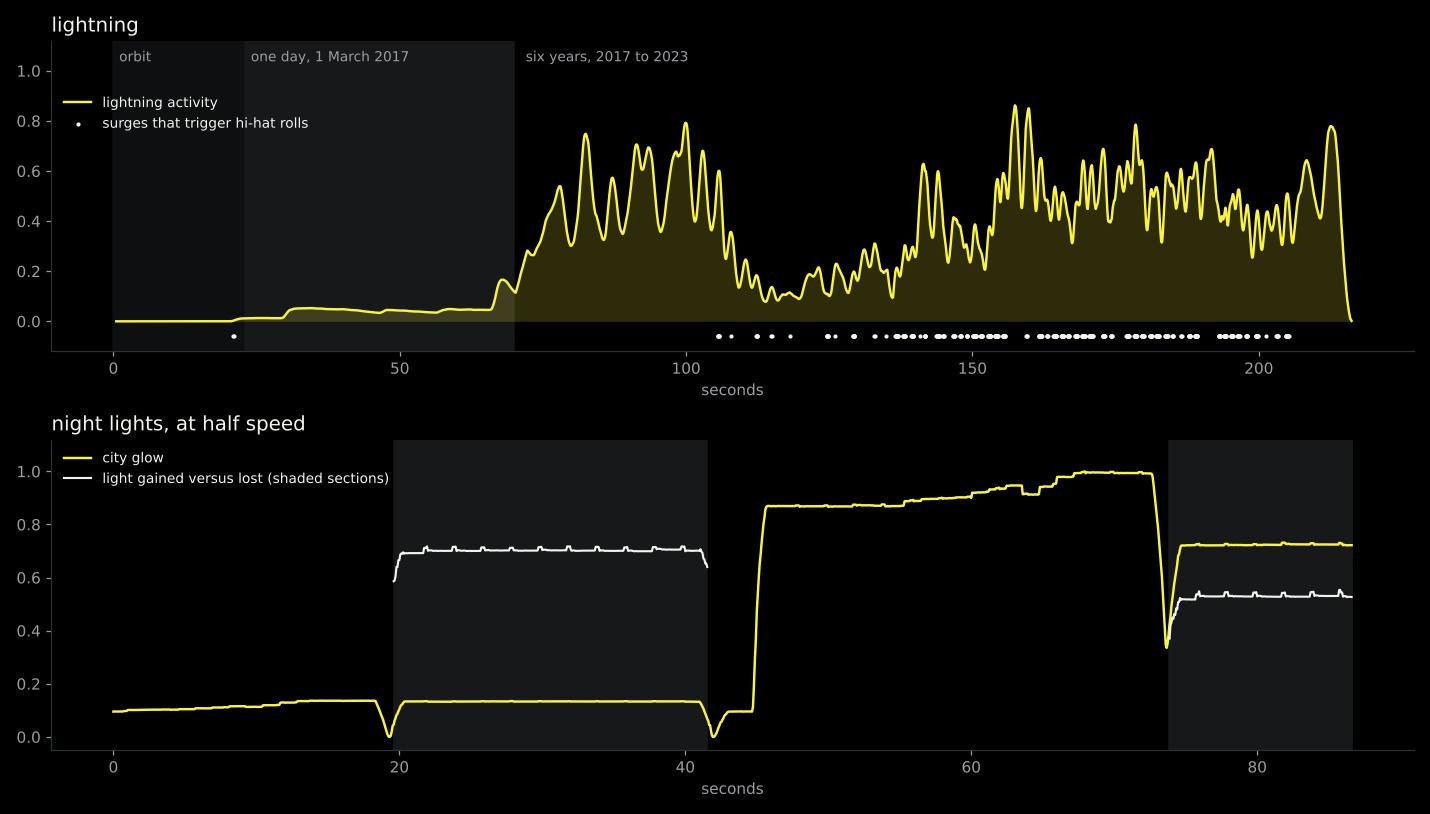 lightning
orbit
one day, 1 March 2017
six years, 2017 to 2023
1.0
lightning activity
surges that trigger hi-hat rolls
0.8
0.6
0.4
0.2
0.0
0 50 100 150 200
seconds
night lights, at half speed
city glow
light gained versus lost (shaded sections)
1.0
0.8
0.6
0.4
0.2
0.0
0 20 40 60 80
seconds